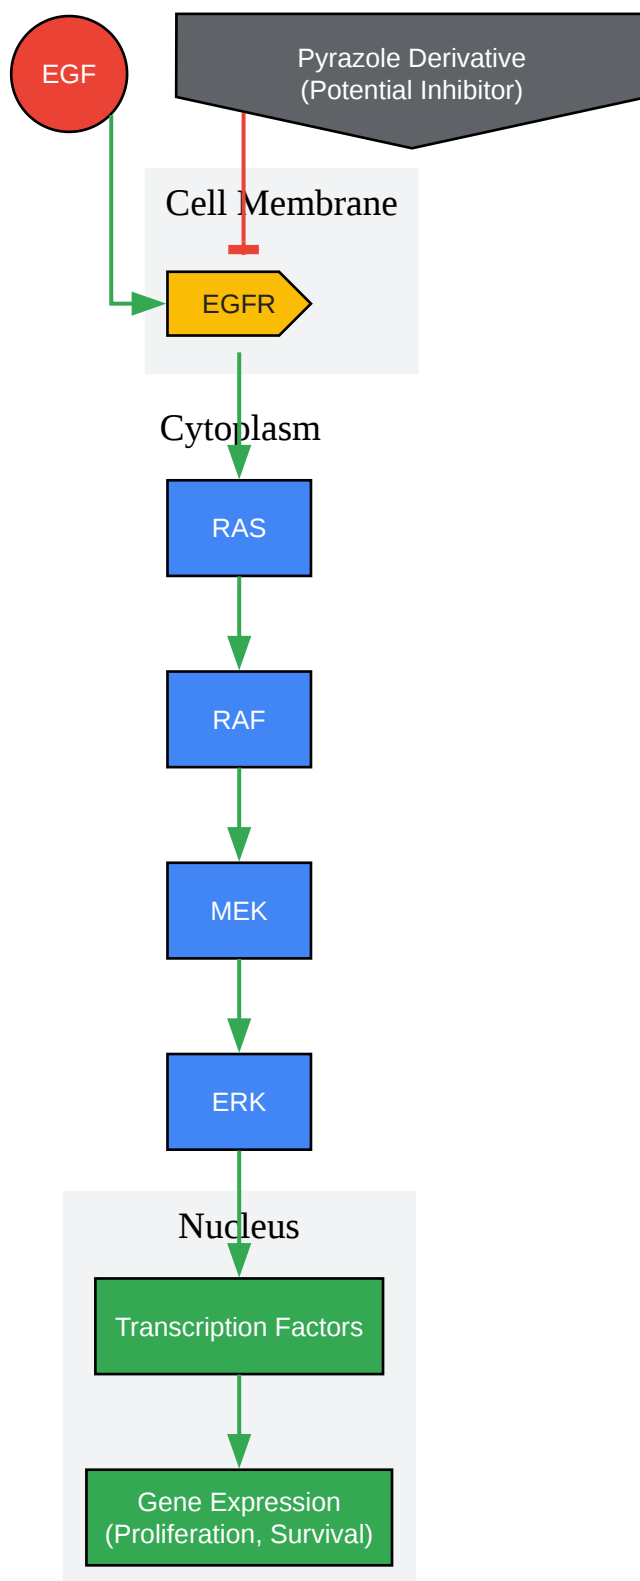 EGF
Pyrazole Derivative
(Potential Inhibitor)
Cell Membrane
EGFR
Cytoplasm
RAS
RAF
MEK
ERK
Nucleus
Transcription Factors
Gene Expression
(Proliferation, Survival)